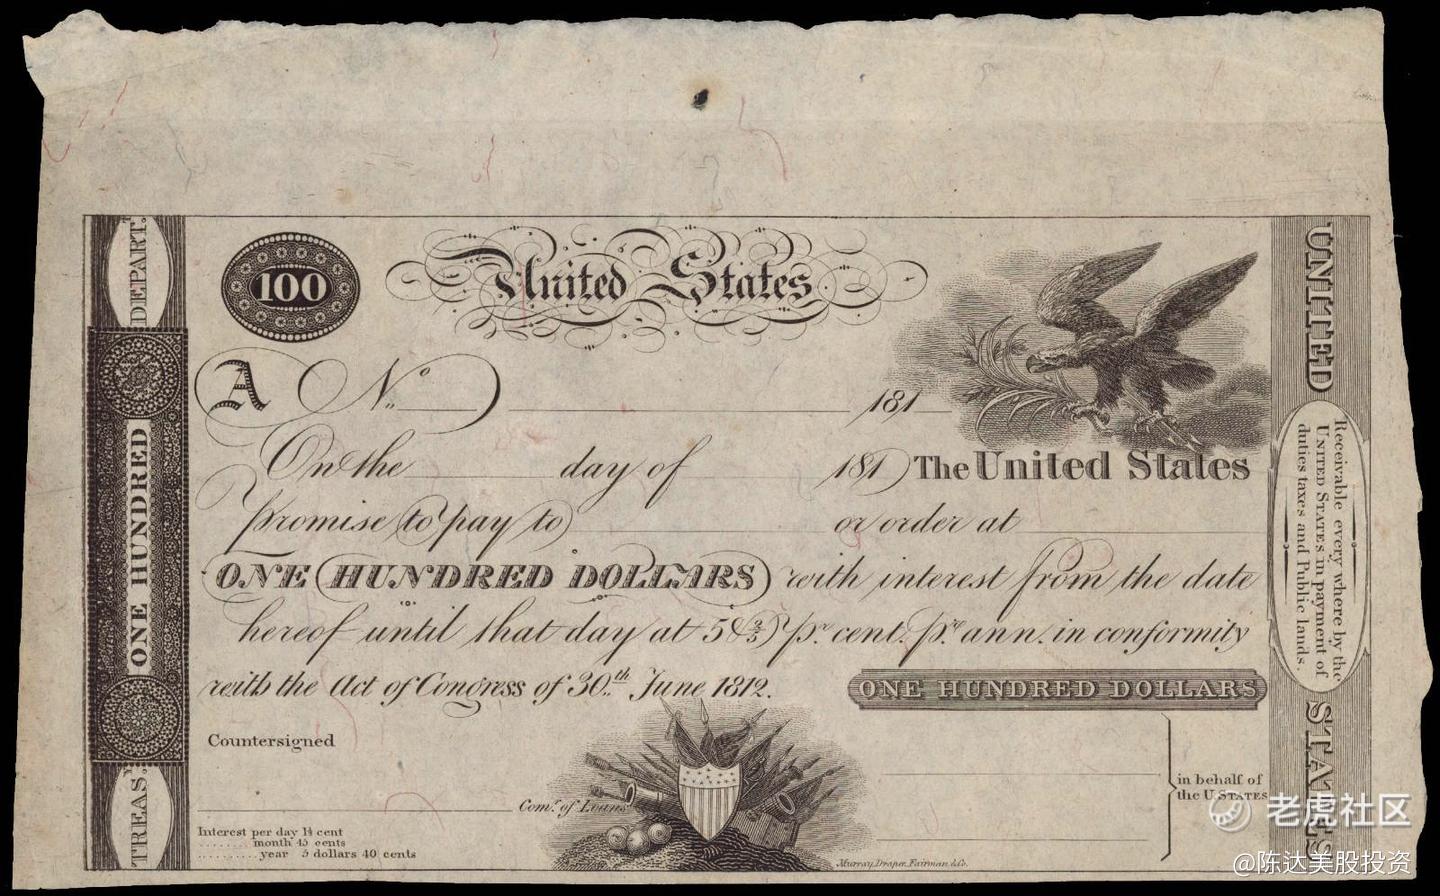 100
United States
DEPART.
ONE HUNDRED
TREAS.
A No. 181
On the day of 181 The United States
Promise to pay to or order at
ONE HUNDRED DOLLARS with interest from the date
hereof until that day at 5 & 2/5 Pr. cent. Pr. ann. in conformity
with the Act of Congress of 30th June 1812.
ONE HUNDRED DOLLARS
Countersigned
Comr. of Loans
in behalf of
the U STATES
Interest per day 1½ cent
month 45 cents
year 5 dollars 40 cents
Murray, Draper, Fairman & Co.
UNITED STATES
Receivable every where by the
UNITED STATES in payment of
duties taxes and Public lands.
老虎社区
@陈达美股投资